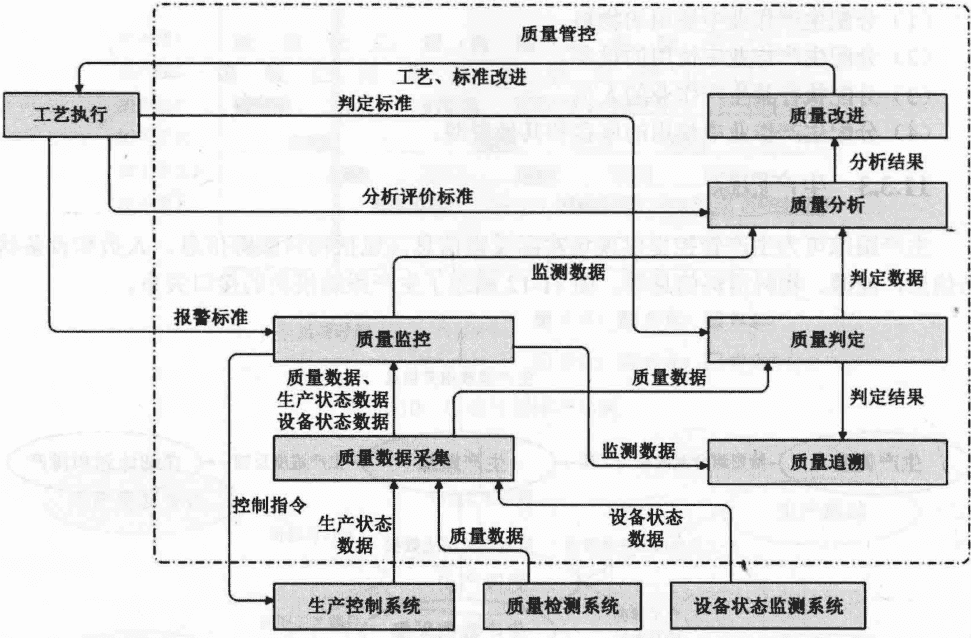 质量管控
工艺、标准改进
工艺执行
判定标准
质量改进
分析结果
分析评价标准
质量分析
监测数据
判定数据
报警标准
质量监控
质量判定
质量数据、
生产状态数据
设备状态数据
质量数据
判定结果
质量数据采集
监测数据
质量追溯
控制指令
生产状态
数据
质量数据
设备状态
数据
生产控制系统
质量检测系统
设备状态监测系统